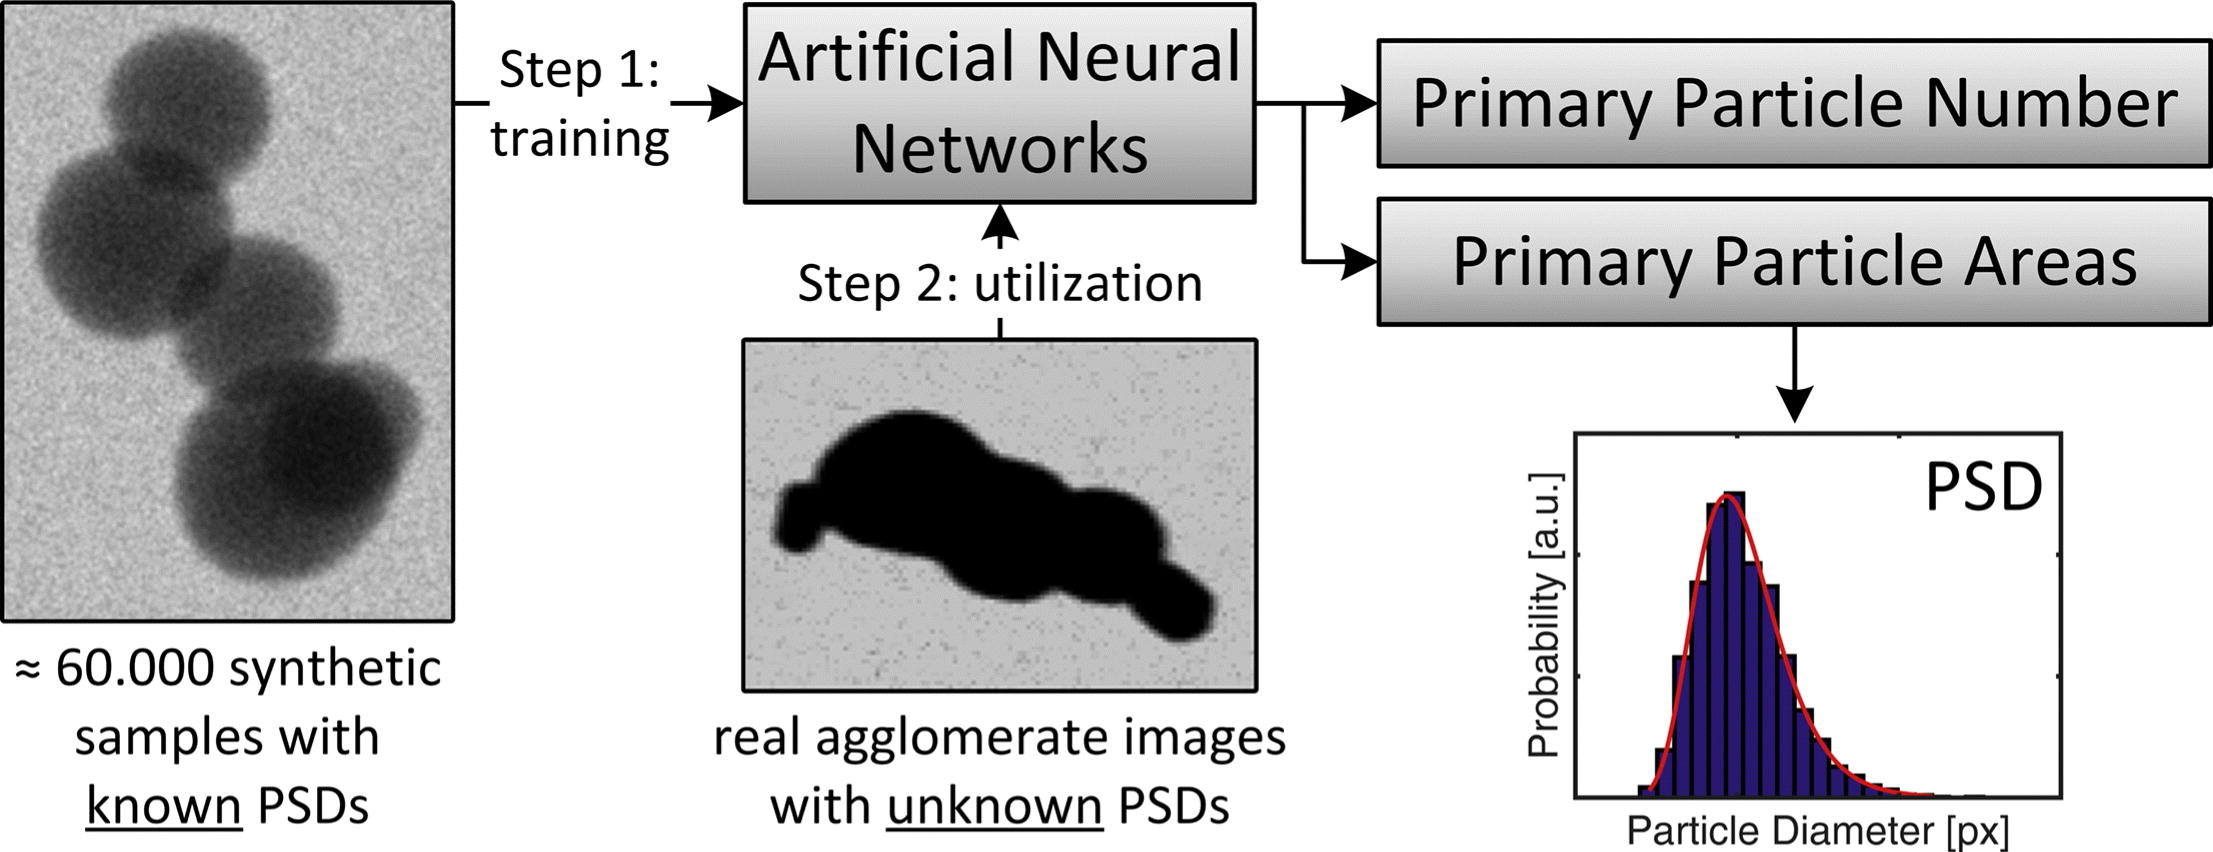 Step 1:
training
Artificial Neural
Networks
Primary Particle Number
Primary Particle Areas
Step 2: utilization
≈ 60.000 synthetic
samples with
known PSDs
real agglomerate images
with unknown PSDs
PSD
Probability [a.u.]
Particle Diameter [px]